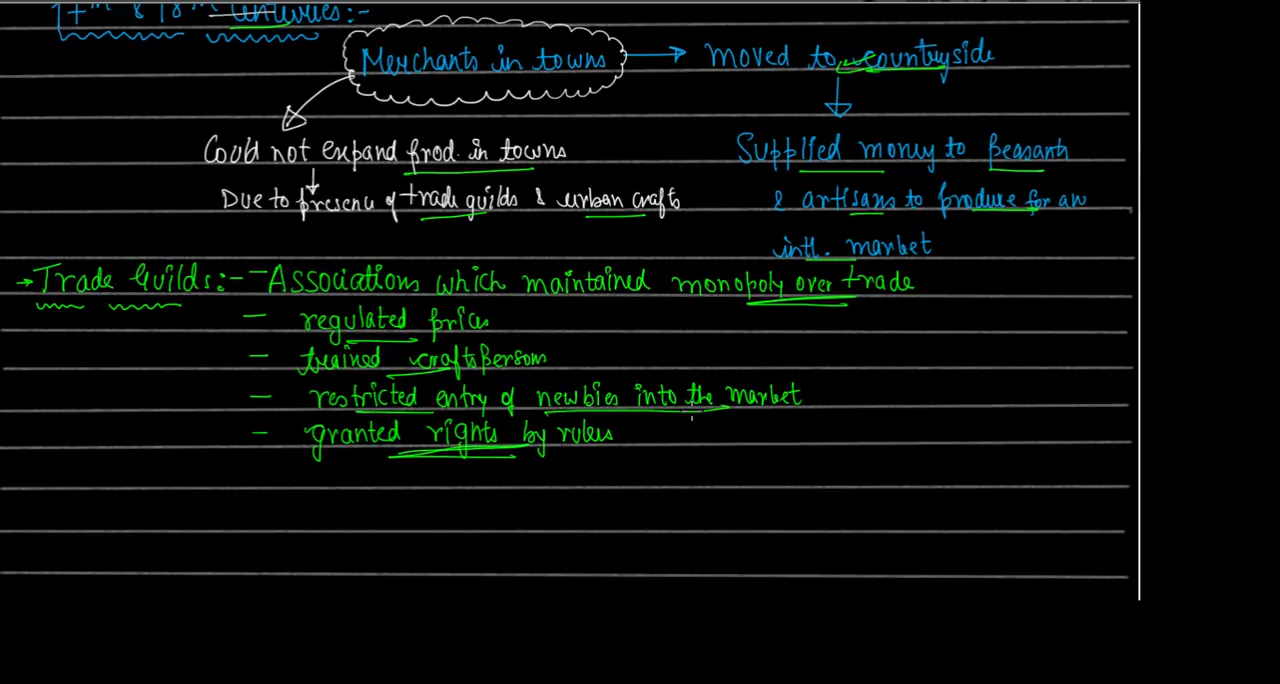 17th & 18th Centuries:-
Merchants in towns → moved to countryside
Could not expand prod. in towns
Supplied money to Peasants
Due to presence of trade guilds & urban crafts
& artisans to produce for an
intl. market
→ Trade Guilds:- - Associations which maintained monopoly over trade
- regulated prices
- trained craftspersons
- restricted entry of newbies into the market
- granted rights by rulers